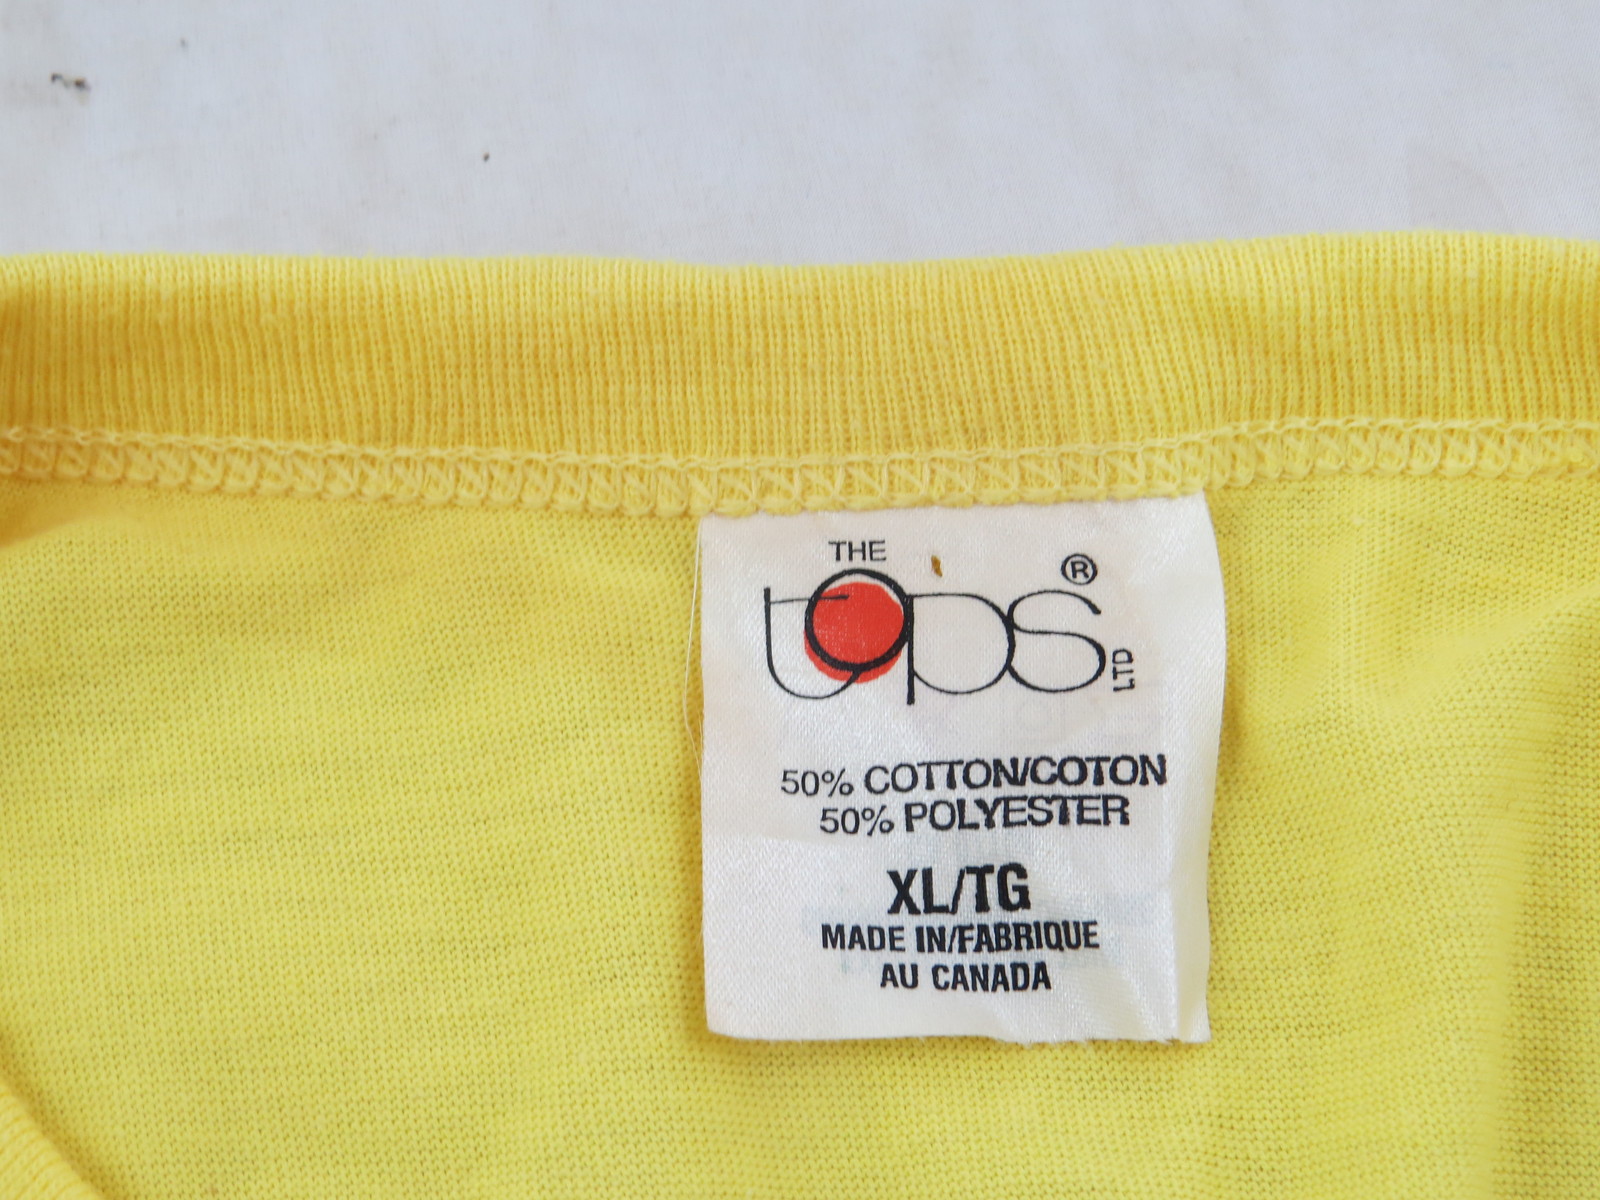 THE
tops®
LTD
50% COTTON/COTON
50% POLYESTER
XL/TG
MADE IN/FABRIQUE
AU CANADA